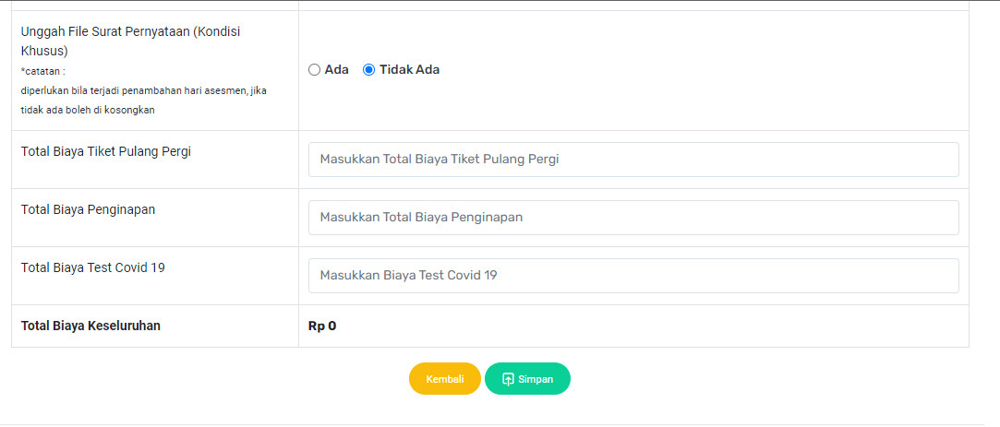 Unggah File Surat Pernyataan (Kondisi
Khusus)
*catatan :
diperlukan bila terjadi penambahan hari asesmen, jika
tidak ada boleh di kosongkan
Ada Tidak Ada
Total Biaya Tiket Pulang Pergi
Masukkan Total Biaya Tiket Pulang Pergi
Total Biaya Penginapan
Masukkan Total Biaya Penginapan
Total Biaya Test Covid 19
Masukkan Biaya Test Covid 19
Total Biaya Keseluruhan
Rp 0
Kembali
Simpan